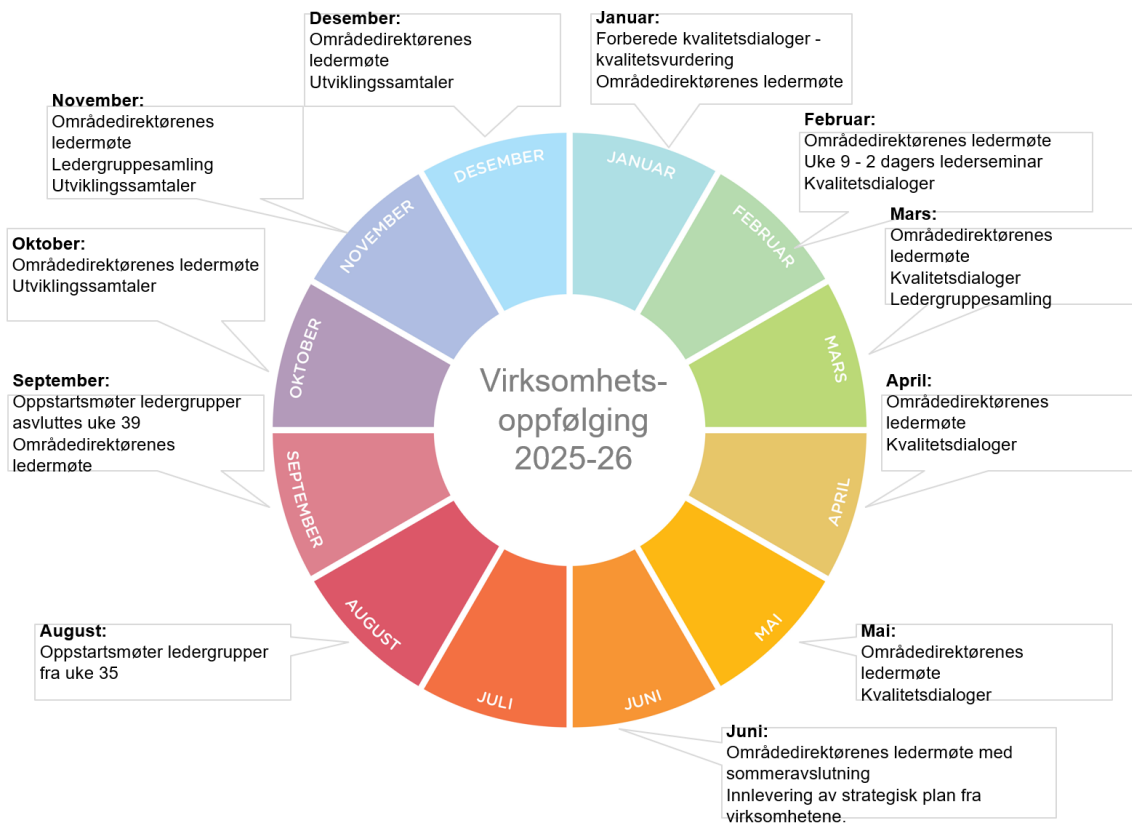 Desember:
Områdedirektørenes
ledermøte
Utviklingssamtaler
Januar:
Forberede kvalitetsdialoger -
kvalitetsvurdering
Områdedirektørenes ledermøte
November:
Områdedirektørenes
ledermøte
Ledergruppesamling
Utviklingssamtaler
Februar:
Områdedirektørenes ledermøte
Uke 9 - 2 dagers lederseminar
Kvalitetsdialoger
Oktober:
Områdedirektørenes ledermøte
Utviklingssamtaler
Mars:
Områdedirektørenes
ledermøte
Kvalitetsdialoger
Ledergruppesamling
September:
Oppstartsmøter ledergrupper
asvluttes uke 39
Områdedirektørenes
ledermøte
April:
Områdedirektørenes
ledermøte
Kvalitetsdialoger
August:
Oppstartsmøter ledergrupper
fra uke 35
Mai:
Områdedirektørenes
ledermøte
Kvalitetsdialoger
Juni:
Områdedirektørenes ledermøte med
sommeravslutning
Innlevering av strategisk plan fra
virksomhetene.
Virksomhets-
oppfølging
2025-26
JANUAR
FEBRUAR
MARS
APRIL
MAI
JUNI
JULI
AUGUST
SEPTEMBER
OKTOBER
NOVEMBER
DESEMBER